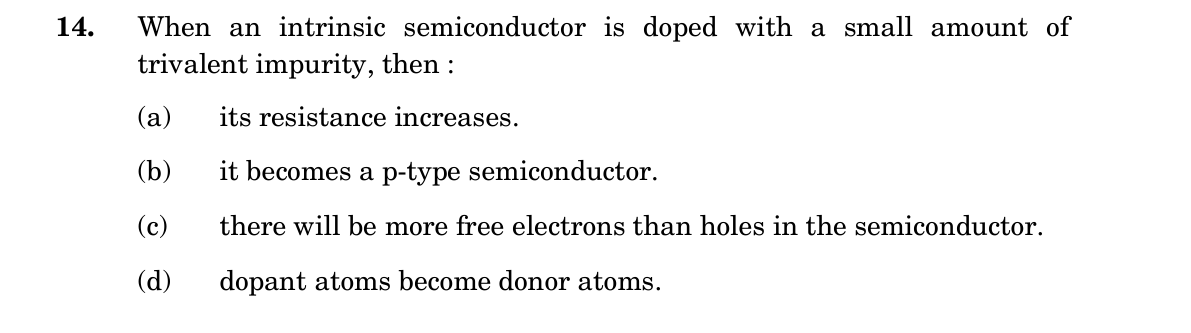 14. When an intrinsic semiconductor is doped with a small amount of
trivalent impurity, then :
(a) its resistance increases.
(b) it becomes a p-type semiconductor.
(c) there will be more free electrons than holes in the semiconductor.
(d) dopant atoms become donor atoms.